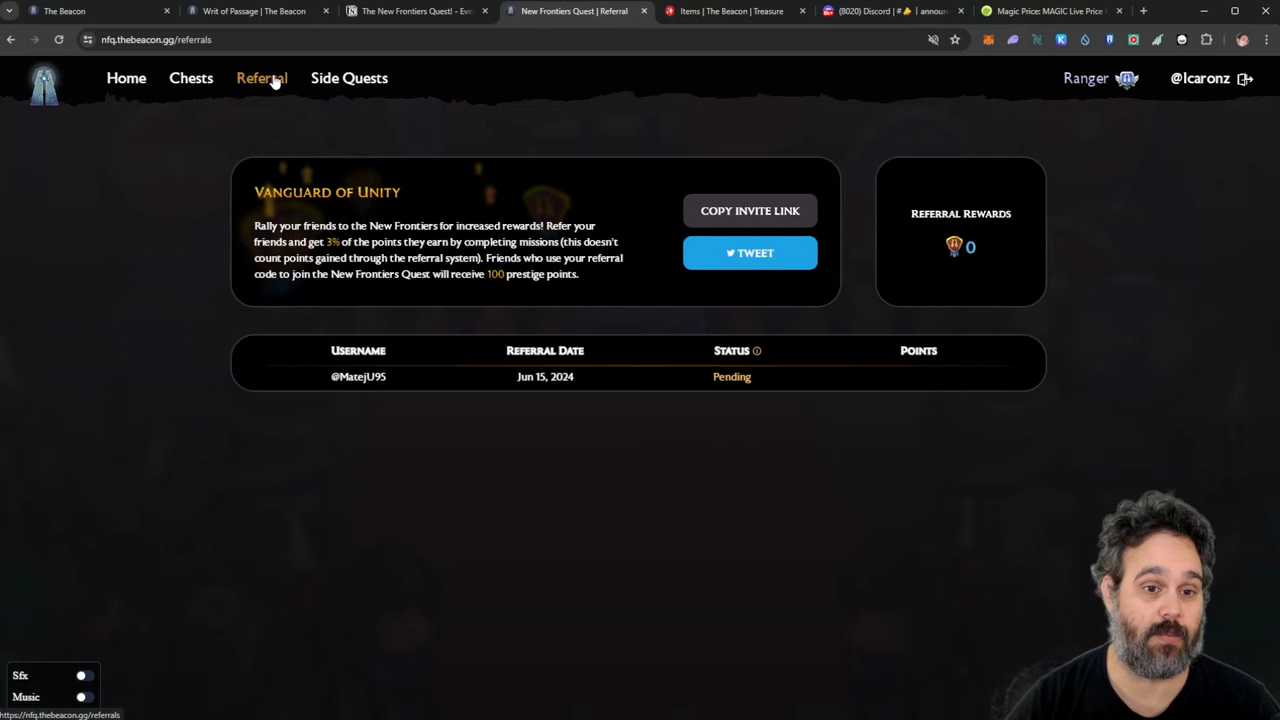 The Beacon
Writ of Passage | The Beacon
The New Frontiers Quest! - Eve
New Frontiers Quest | Referral
Items | The Beacon | Treasure
(8020) Discord | #
announ
Magic Price: MAGIC Live Price C
nfq.thebeacon.gg/referrals
Home
Chests
Referral
Side Quests
Ranger
@Icaronz
Vanguard of Unity
Rally your friends to the New Frontiers for increased rewards! Refer your
friends and get 3% of the points they earn by completing missions (this doesn't
count points gained through the referral system). Friends who use your referral
code to join the New Frontiers Quest will receive 100 prestige points.
COPY INVITE LINK
TWEET
Referral Rewards
0
Username Referral Date Status Points
@MatejU95 Jun 15, 2024 Pending
Sfx
Music
https://nfq.thebeacon.gg/referrals